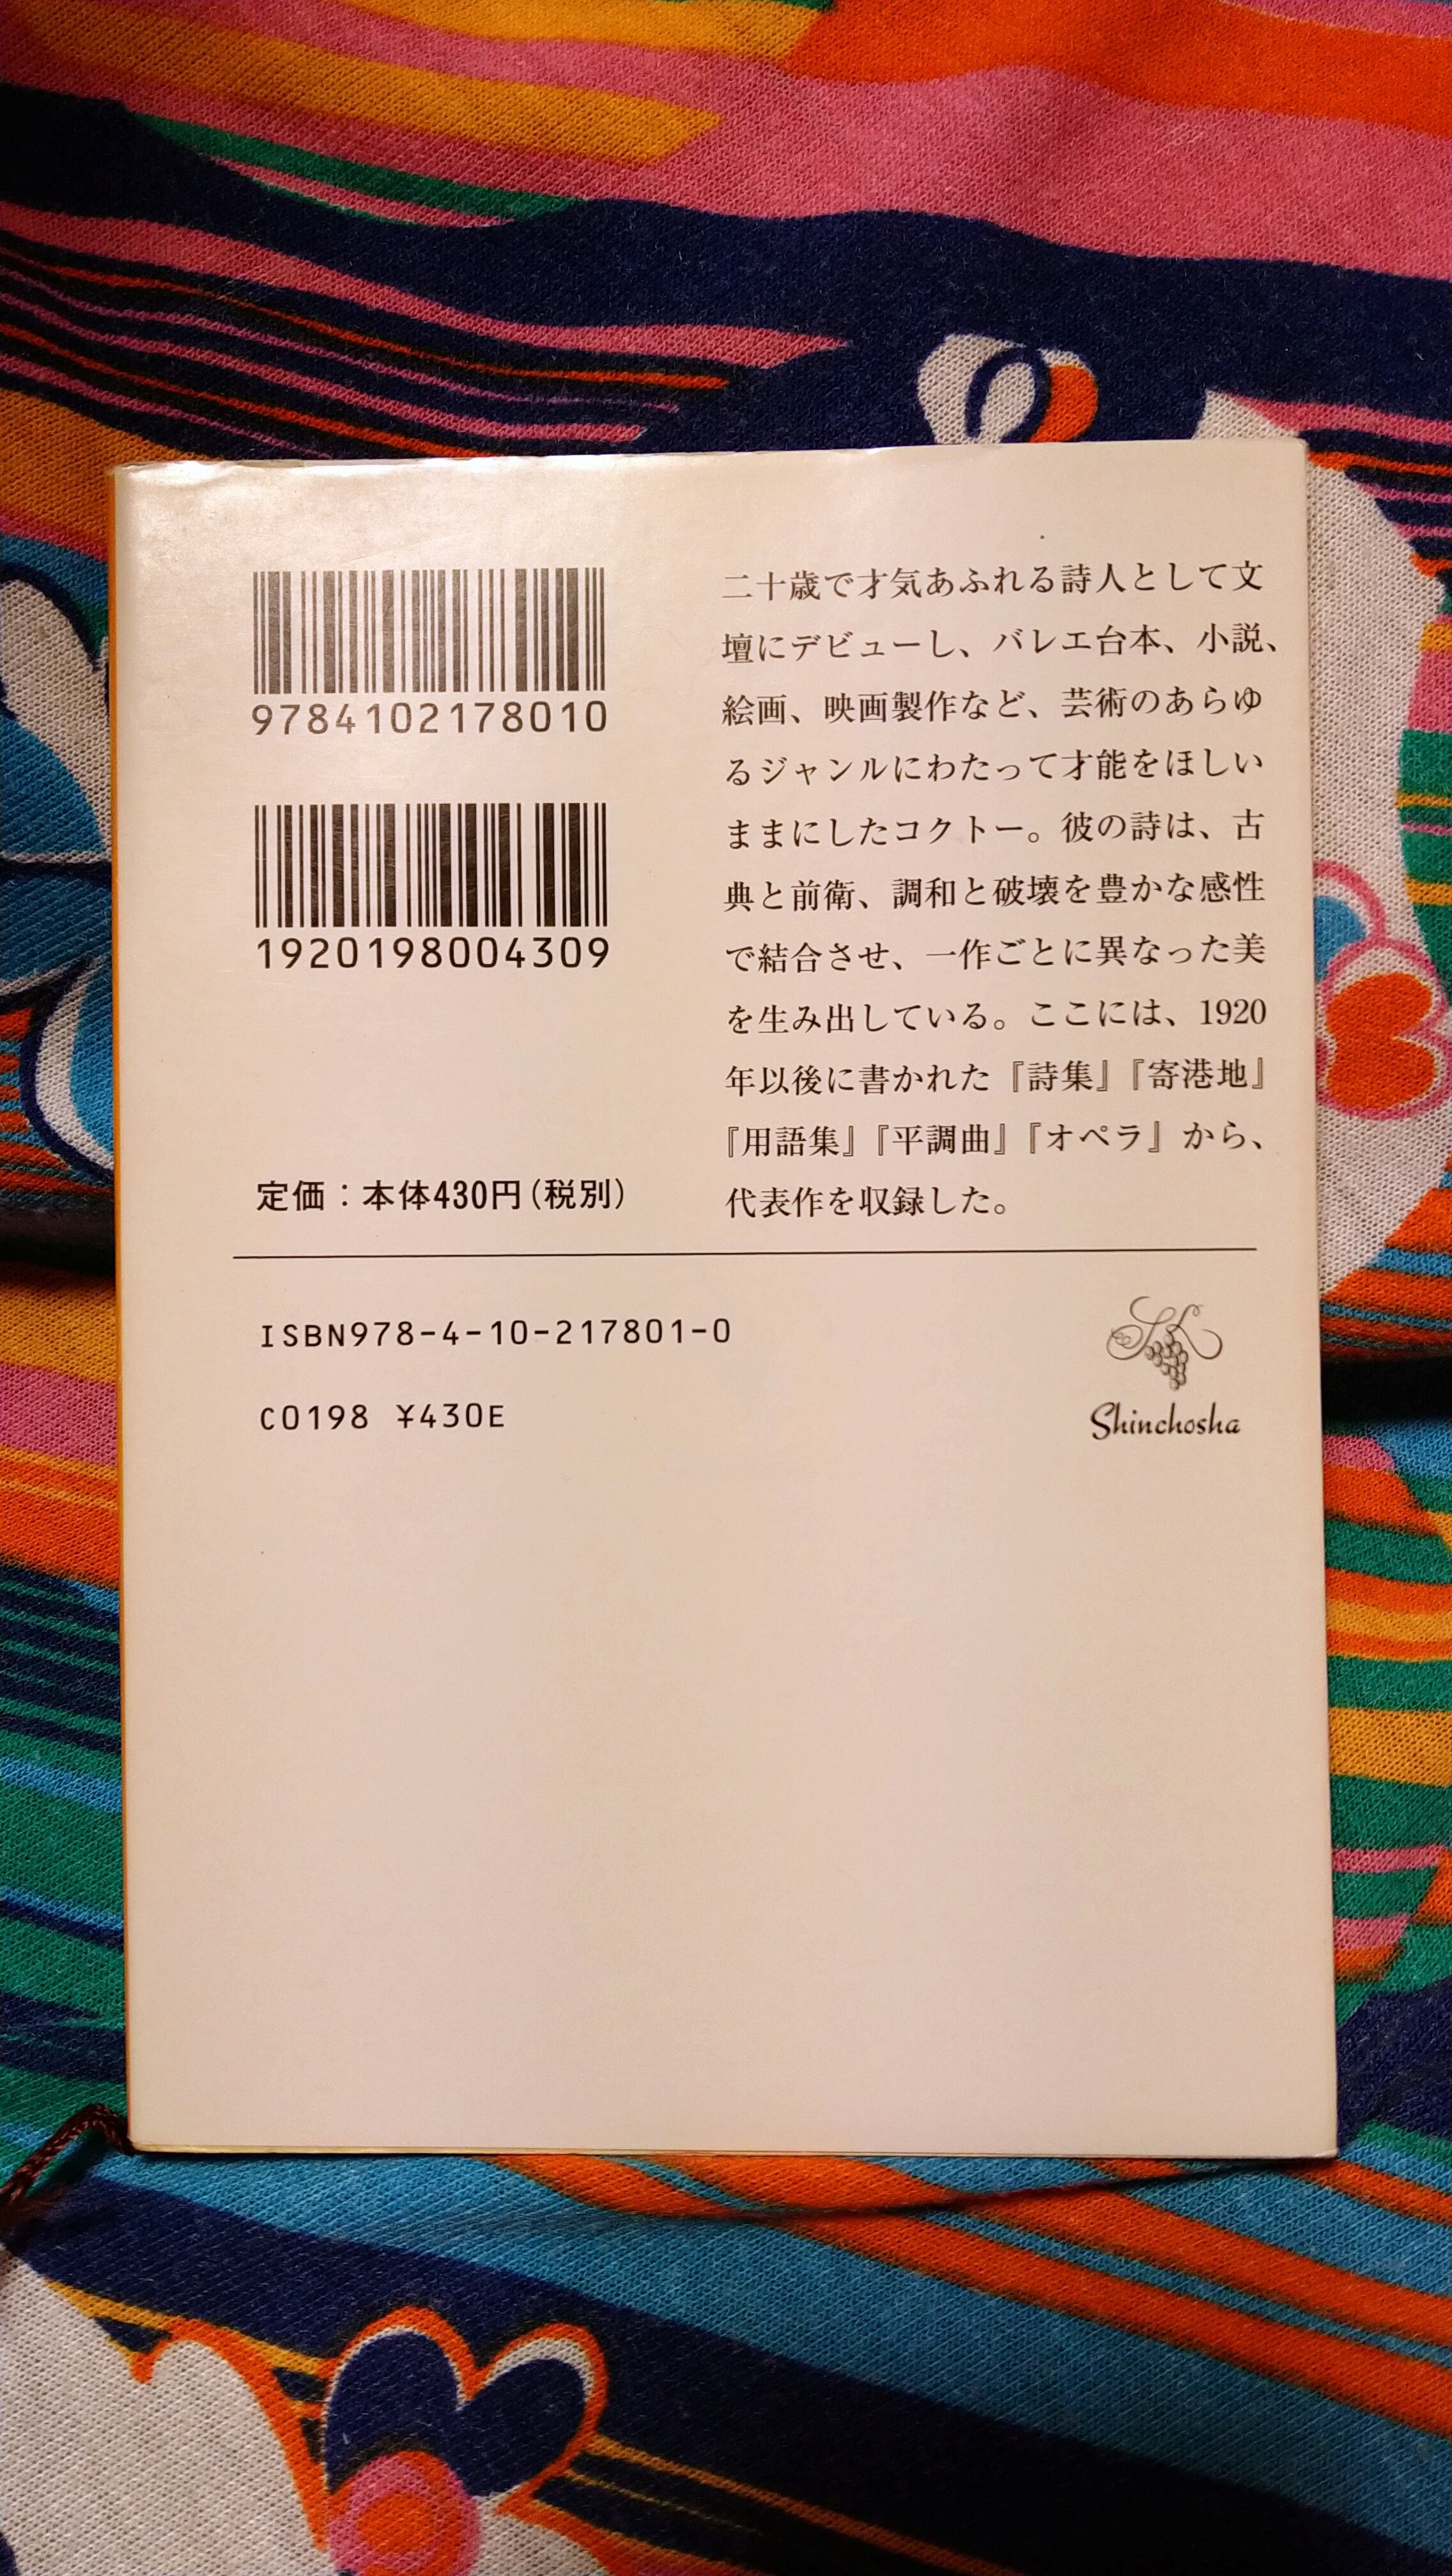 9784102178010
1920198004309
定価：本体430円(税別)
二十歳で才気あふれる詩人として文
壇にデビューし、バレエ台本、小説、
絵画、映画製作など、芸術のあらゆ
るジャンルにわたって才能をほしい
ままにしたコクトー。彼の詩は、古
典と前衛、調和と破壊を豊かな感性
で結合させ、一作ごとに異なった美
を生み出している。ここには、1920
年以後に書かれた『詩集』『寄港地』
『用語集』『平調曲』『オペラ』から、
代表作を収録した。
ISBN978-4-10-217801-0
C0198 ¥430E
Shinchosha